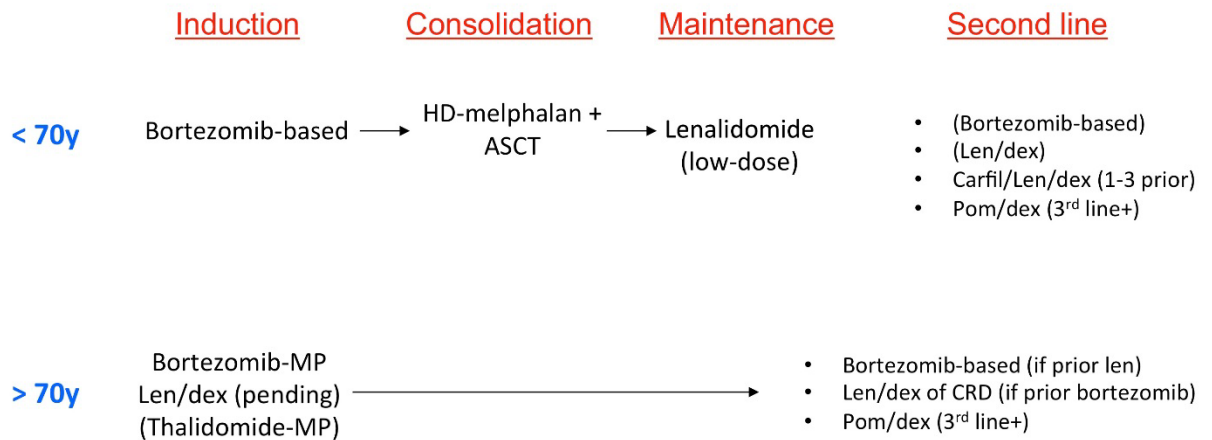 Induction Consolidation Maintenance Second line
< 70y
Bortezomib-based
HD-melphalan +
ASCT
Lenalidomide
(low-dose)
• (Bortezomib-based)
• (Len/dex)
• Carfil/Len/dex (1-3 prior)
• Pom/dex (3rd line+)
> 70y
Bortezomib-MP
Len/dex (pending)
(Thalidomide-MP)
• Bortezomib-based (if prior len)
• Len/dex of CRD (if prior bortezomib)
• Pom/dex (3rd line+)